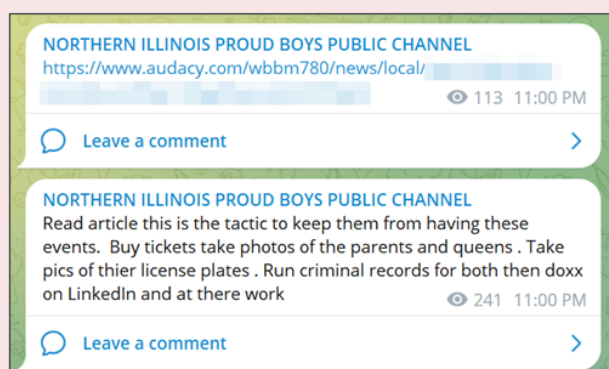 NORTHERN ILLINOIS PROUD BOYS PUBLIC CHANNEL
https://www.audacy.com/wbbm780/news/local/
113 11:00 PM
Leave a comment
NORTHERN ILLINOIS PROUD BOYS PUBLIC CHANNEL
Read article this is the tactic to keep them from having these
events. Buy tickets take photos of the parents and queens . Take
pics of thier license plates . Run criminal records for both then doxx
on LinkedIn and at there work
241 11:00 PM
Leave a comment